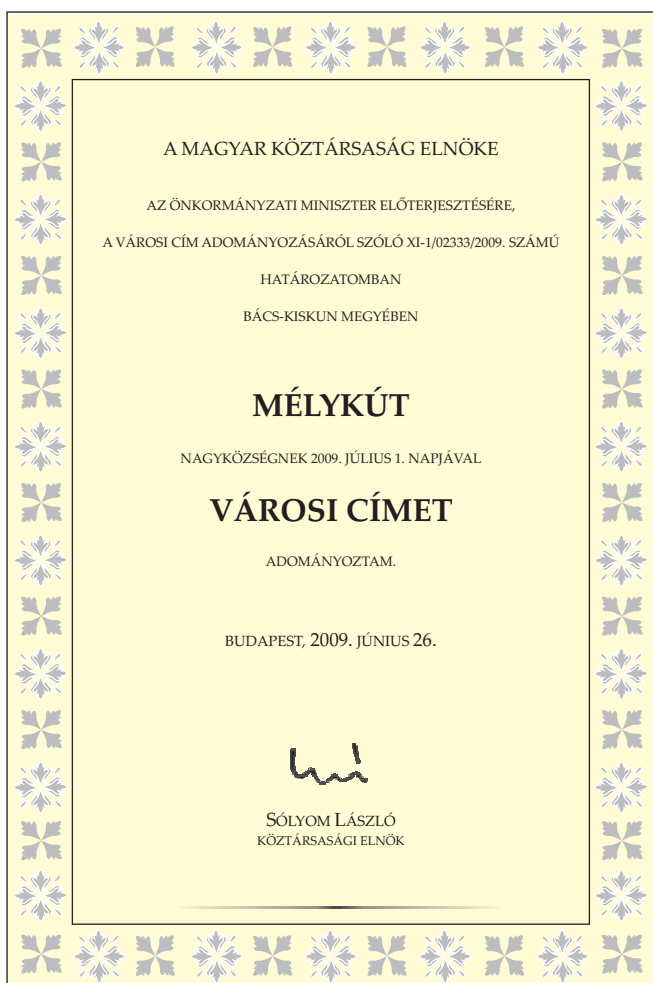 A MAGYAR KÖZTÁRSASÁG ELNÖKE
AZ ÖNKORMÁNYZATI MINISZTER ELŐTERJESZTÉSÉRE,
A VÁROSI CÍM ADOMÁNYOZÁSÁRÓL SZÓLÓ XI-1/02333/2009. SZÁMÚ
HATÁROZATOMBAN
BÁCS-KISKUN MEGYÉBEN
MÉLYKÚT
NAGYKÖZSÉGNEK 2009. JÚLIUS 1. NAPJÁVAL
VÁROSI CÍMET
ADOMÁNYOZTAM.
BUDAPEST, 2009. JÚNIUS 26.
SÓLYOM LÁSZLÓ
KÖZTÁRSASÁGI ELNÖK